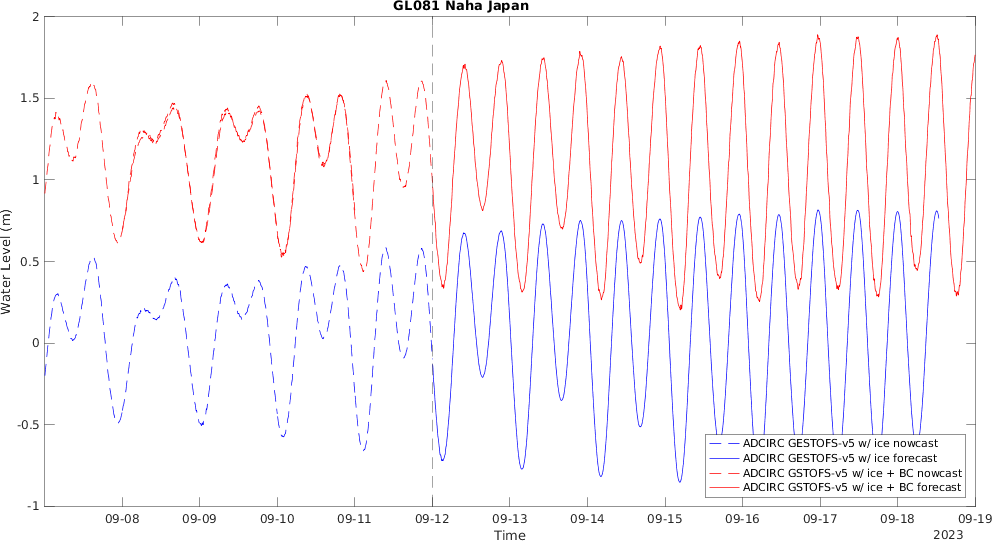 GL081 Naha Japan
2
1.5
1
0.5
0
-0.5
-1
Water Level (m)
ADCIRC GESTOFS-v5 w/ ice nowcast
ADCIRC GESTOFS-v5 w/ ice forecast
ADCIRC GSTOFS-v5 w/ ice + BC nowcast
ADCIRC GSTOFS-v5 w/ ice + BC forecast
09-08 09-09 09-10 09-11 09-12 09-13 09-14 09-15 09-16 09-17 09-18 09-19
Time
2023